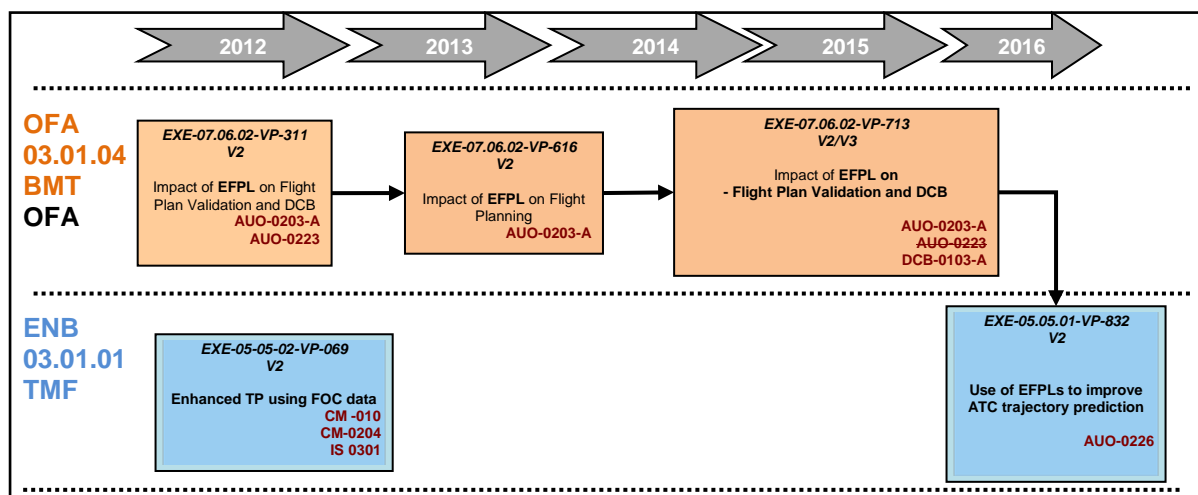 2012
2013
2014
2015
2016
OFA
03.01.04
BMT
OFA
EXE-07.06.02-VP-311
V2
Impact of EFPL on Flight
Plan Validation and DCB
AUO-0203-A
AUO-0223
EXE-07.06.02-VP-616
V2
Impact of EFPL on Flight
Planning
AUO-0203-A
EXE-07.06.02-VP-713
V2/V3
Impact of EFPL on
- Flight Plan Validation and DCB
AUO-0203-A
AUO-0223
DCB-0103-A
ENB
03.01.01
TMF
EXE-05-05-02-VP-069
V2
Enhanced TP using FOC data
CM -010
CM-0204
IS 0301
EXE-05.05.01-VP-832
V2
Use of EFPLs to improve
ATC trajectory prediction
AUO-0226